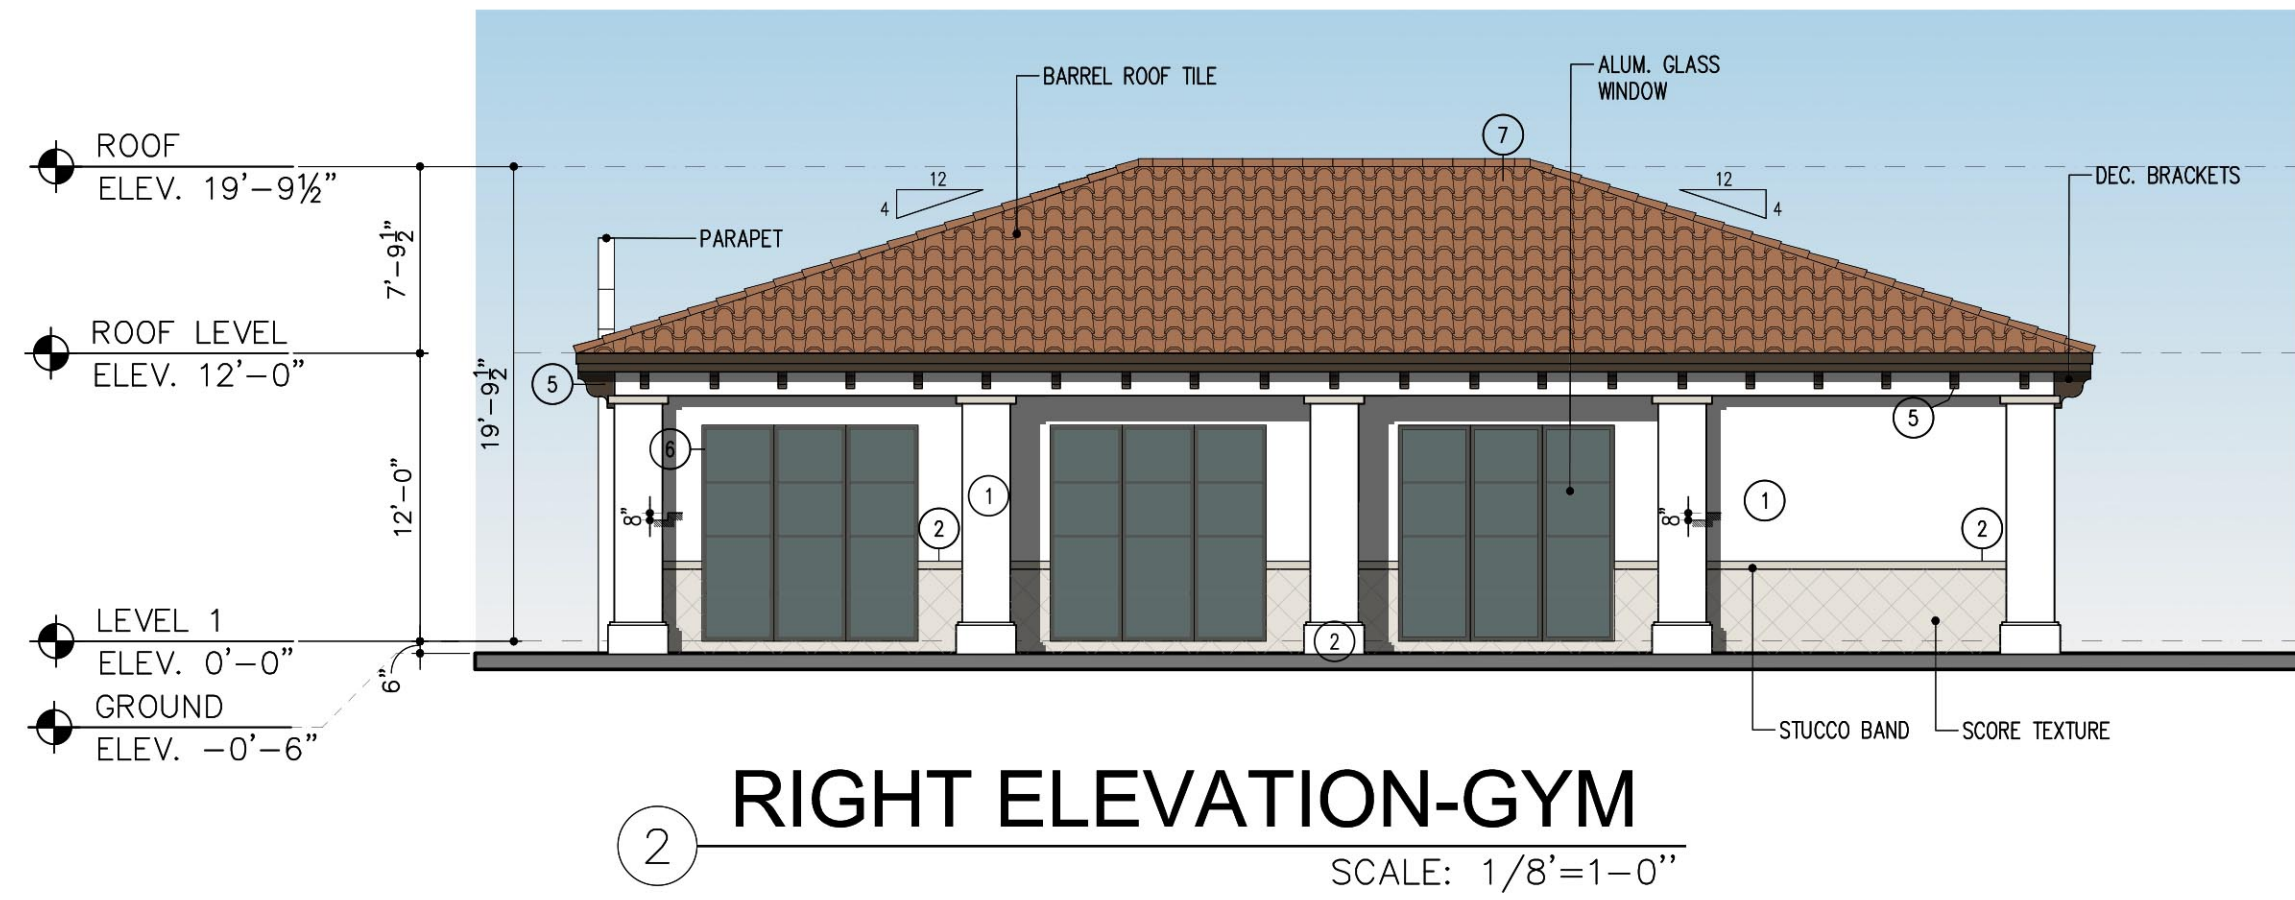 BARREL ROOF TILE
ALUM. GLASS
WINDOW
7
ROOF
ELEV. 19'-9½"
12
4
12
4
DEC. BRACKETS
PARAPET
7'-9½"
ROOF LEVEL
ELEV. 12'-0"
19'-9½"
5
5
6
1
1
12'-0"
8"
8"
2
2
LEVEL 1
ELEV. 0'-0"
2
6"
GROUND
ELEV. -0'-6"
STUCCO BAND
SCORE TEXTURE
RIGHT ELEVATION-GYM
2
SCALE: 1/8'=1-0''